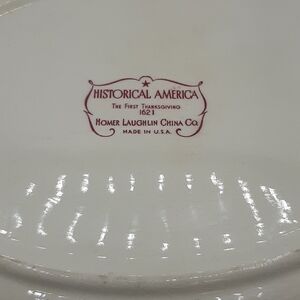 HISTORICAL AMERICA
THE FIRST THANKSGIVING
1621
HOMER LAUGHLIN CHINA CO.
MADE IN U.S.A.